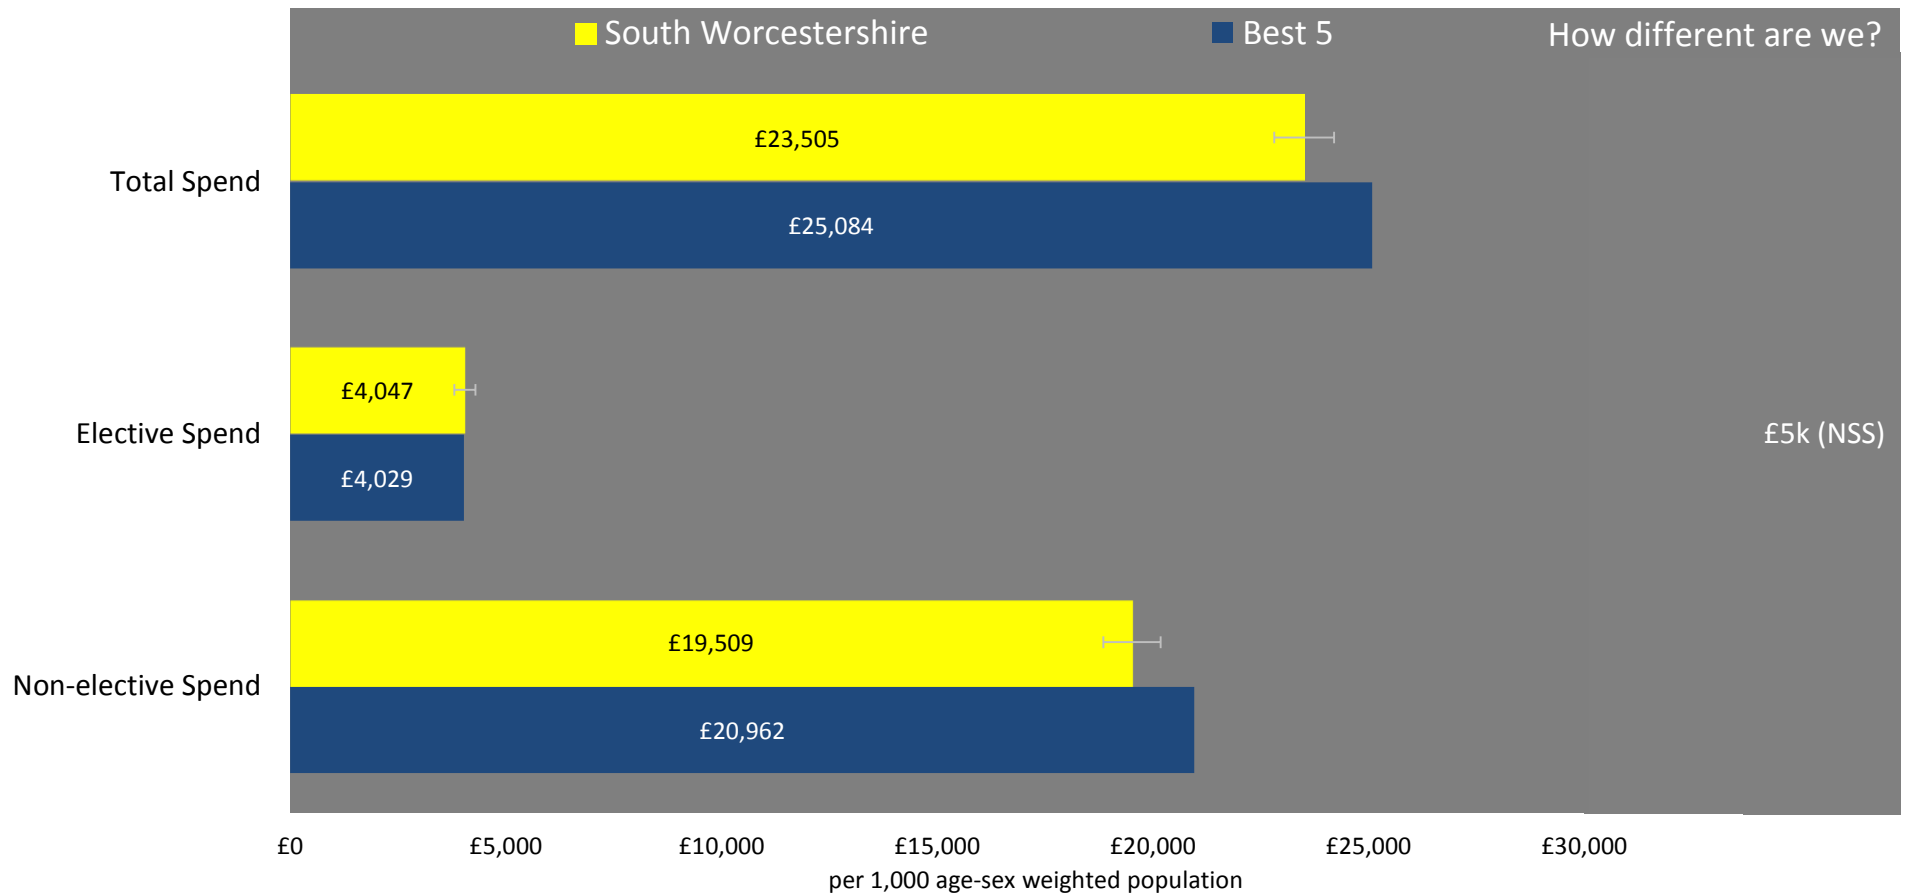 South Worcestershire Best 5 How different are we?
£23,505
Total Spend
£25,084
£4,047
Elective Spend £5k (NSS)
£4,029
£19,509
Non-elective Spend
£20,962
£0 £5,000 £10,000 £15,000 £20,000 £25,000 £30,000
per 1,000 age-sex weighted population